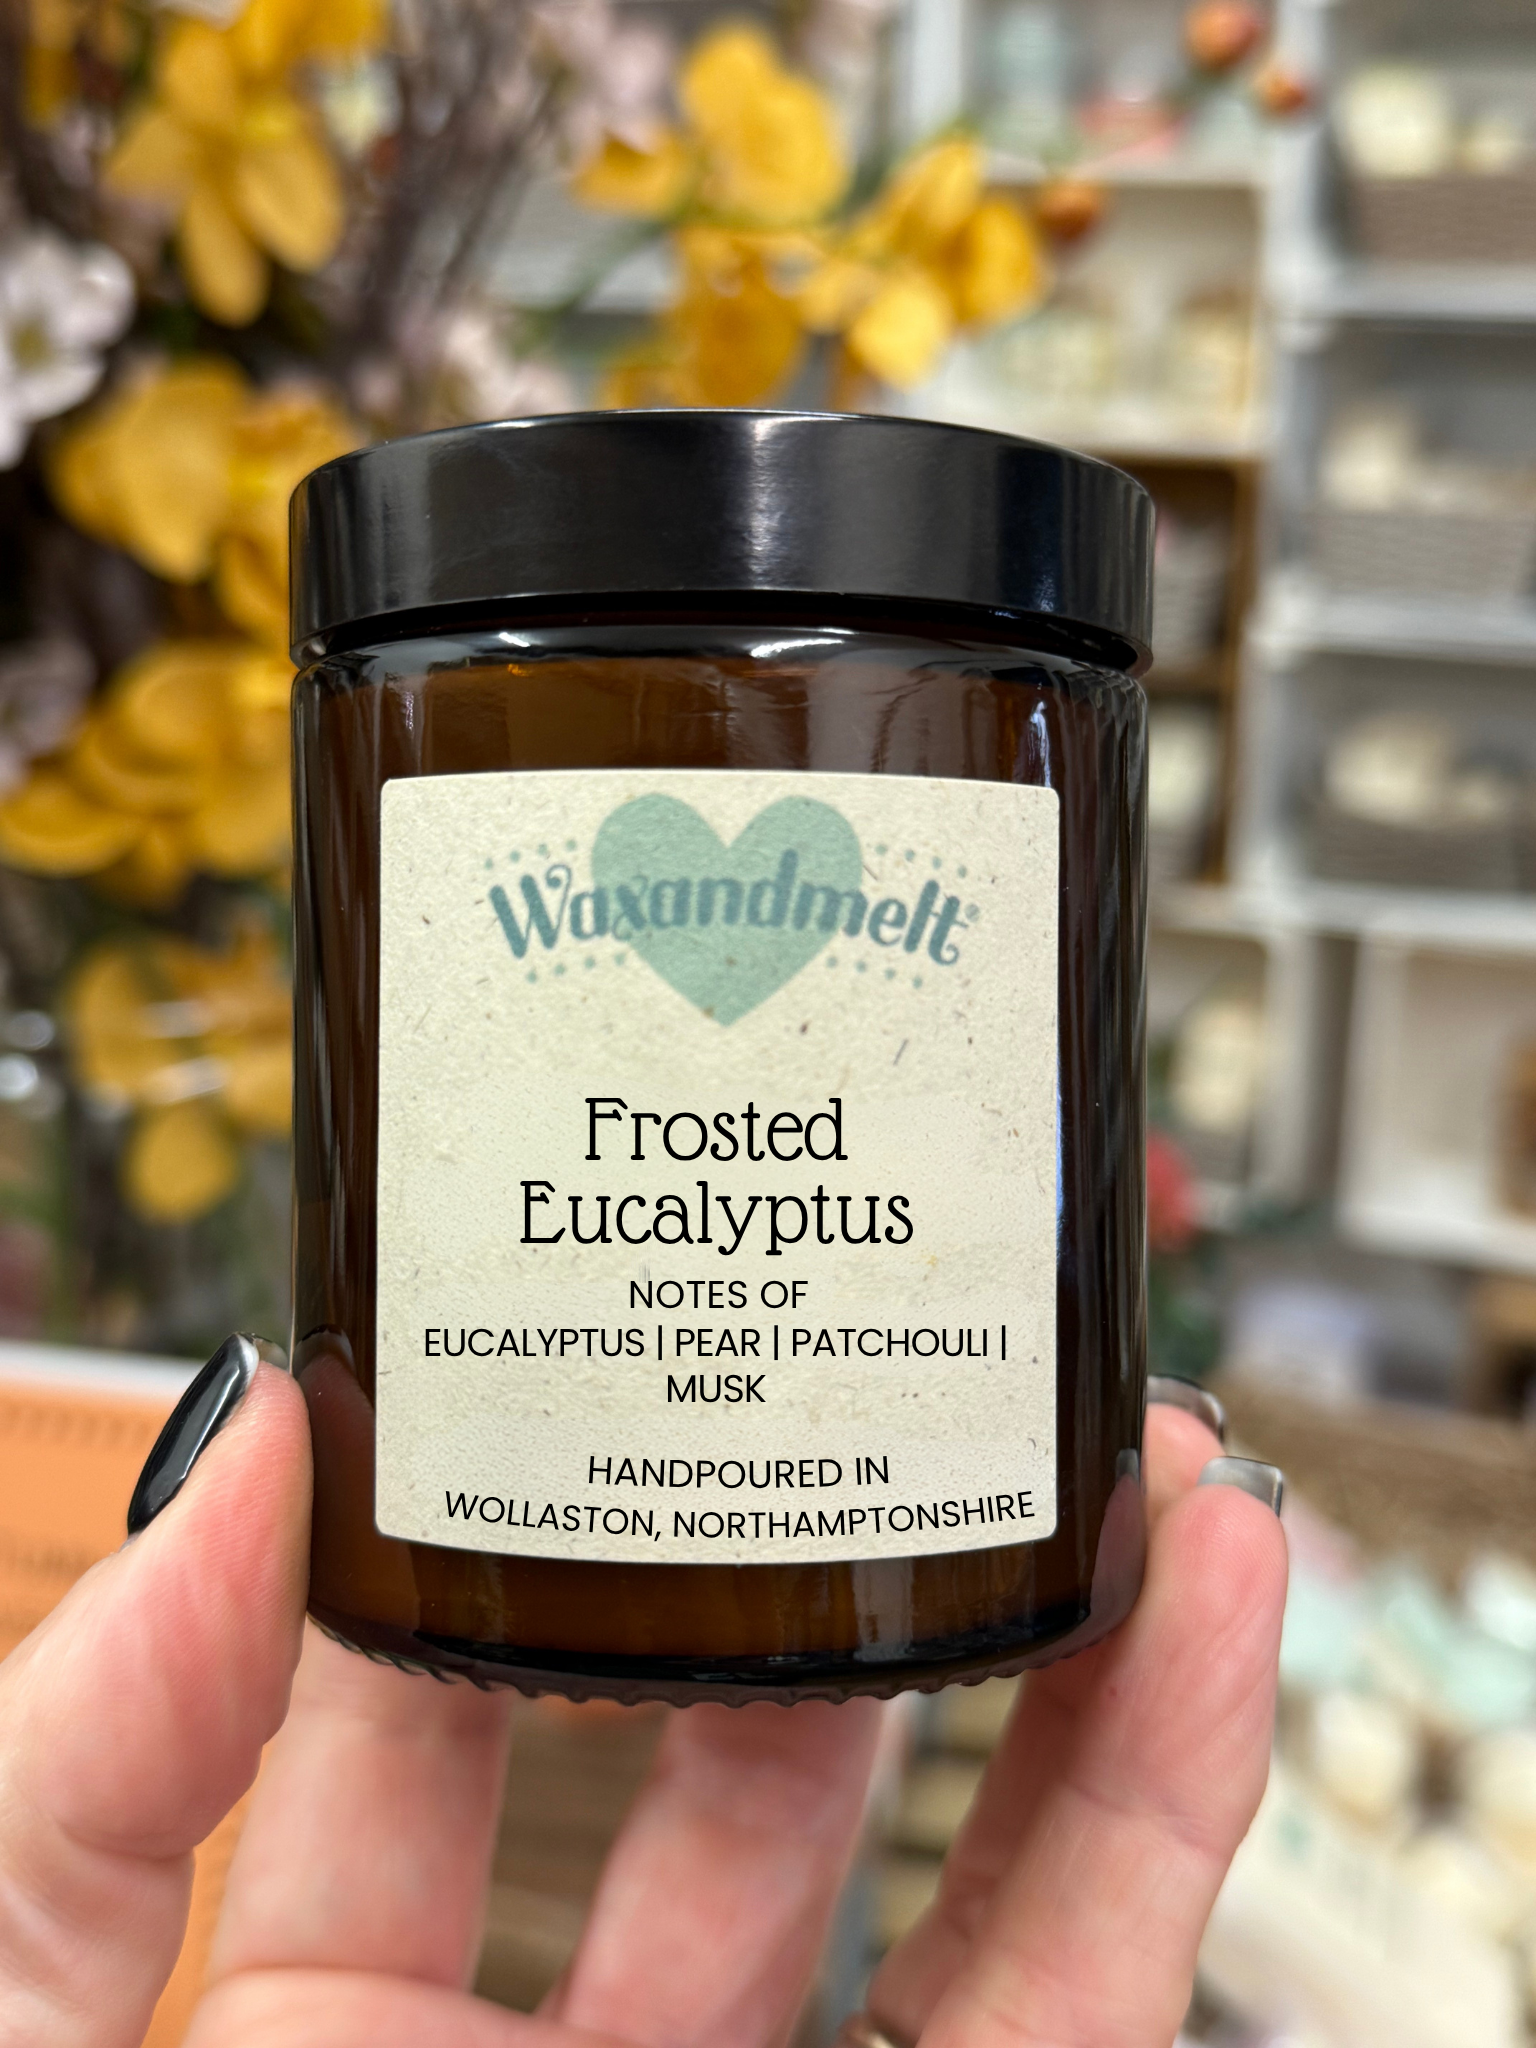 Waxandmelt®
Frosted
Eucalyptus
NOTES OF
EUCALYPTUS | PEAR | PATCHOULI |
MUSK
HANDPOURED IN
WOLLASTON, NORTHAMPTONSHIRE